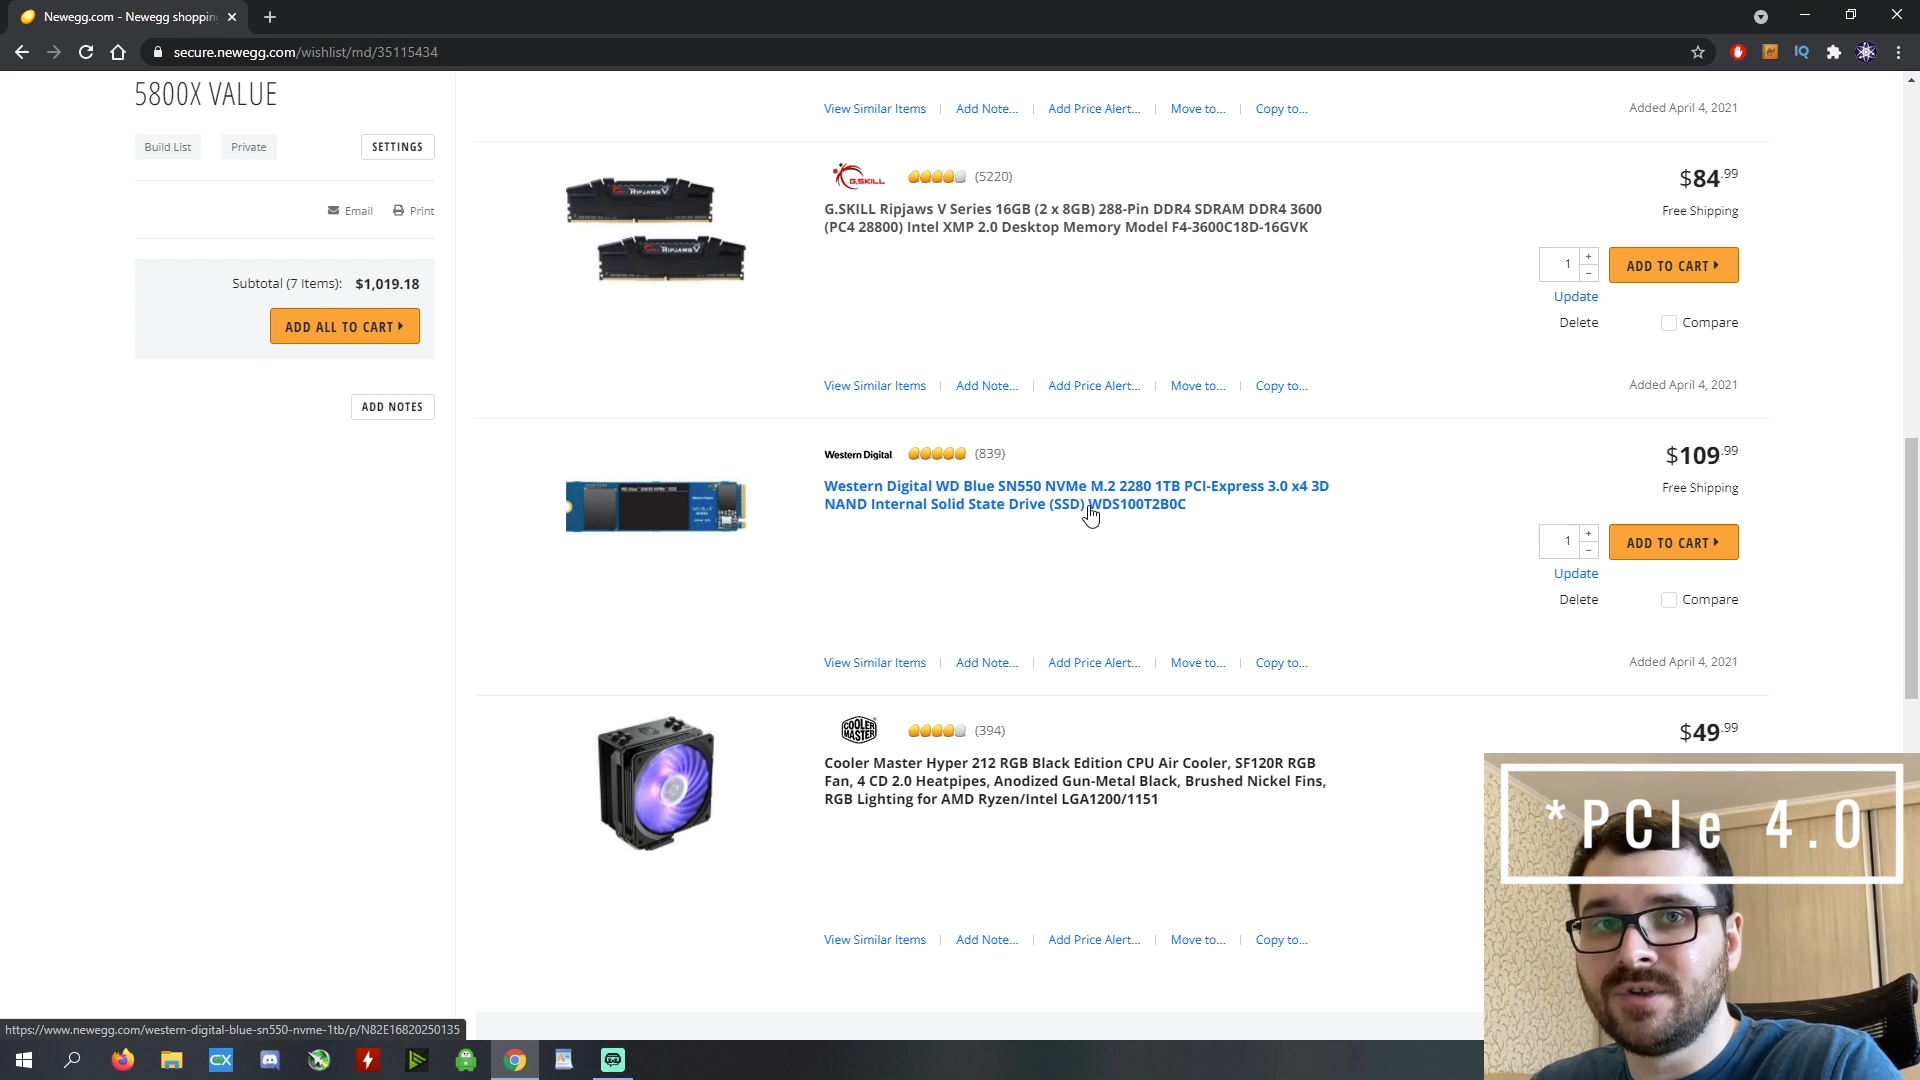 Newegg.com - Newegg shopping
secure.newegg.com/wishlist/md/35115434
5800X VALUE
Build List
Private
SETTINGS
Email
Print
Subtotal (7 Items): $1,019.18
ADD ALL TO CART
ADD NOTES
View Similar Items | Add Note... | Add Price Alert... | Move to... | Copy to...
Added April 4, 2021
G.SKILL
(5220)
G.SKILL Ripjaws V Series 16GB (2 x 8GB) 288-Pin DDR4 SDRAM DDR4 3600
(PC4 28800) Intel XMP 2.0 Desktop Memory Model F4-3600C18D-16GVK
RIPJAWS V
RIPJAWS V
$84.99
Free Shipping
1
+
-
ADD TO CART
Update
Delete
Compare
View Similar Items | Add Note... | Add Price Alert... | Move to... | Copy to...
Added April 4, 2021
Western Digital
(839)
Western Digital WD Blue SN550 NVMe M.2 2280 1TB PCI-Express 3.0 x4 3D
NAND Internal Solid State Drive (SSD) WDS100T2B0C
$109.99
Free Shipping
1
+
-
ADD TO CART
Update
Delete
Compare
View Similar Items | Add Note... | Add Price Alert... | Move to... | Copy to...
Added April 4, 2021
COOLER
MASTER
(394)
Cooler Master Hyper 212 RGB Black Edition CPU Air Cooler, SF120R RGB
Fan, 4 CD 2.0 Heatpipes, Anodized Gun-Metal Black, Brushed Nickel Fins,
RGB Lighting for AMD Ryzen/Intel LGA1200/1151
$49.99
*PCIe 4.0
View Similar Items | Add Note... | Add Price Alert... | Move to... | Copy to...
https://www.newegg.com/western-digital-blue-sn550-nvme-1tb/p/N82E16820250135
IQ
CX